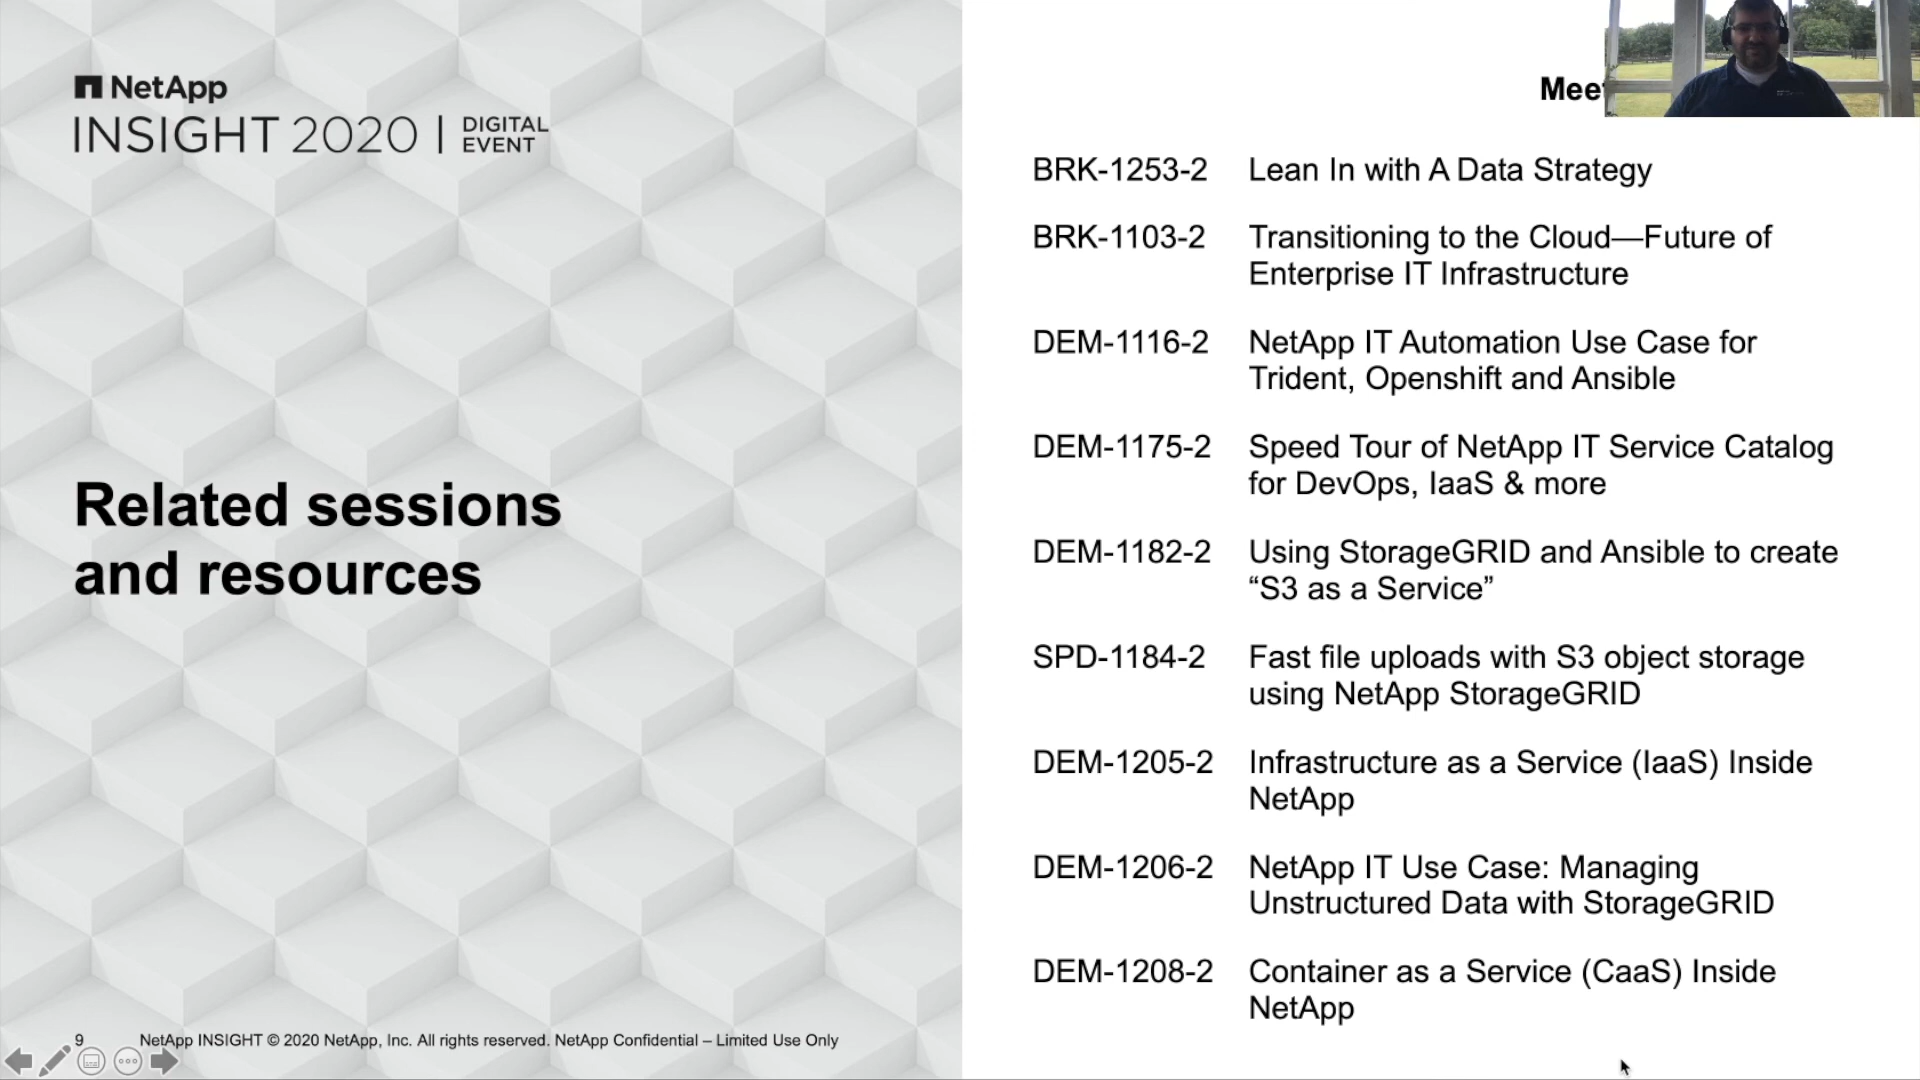 NetApp
INSIGHT 2020 | DIGITAL
EVENT
Related sessions
and resources
BRK-1253-2 Lean In with A Data Strategy
BRK-1103-2 Transitioning to the Cloud—Future of
Enterprise IT Infrastructure
DEM-1116-2 NetApp IT Automation Use Case for
Trident, Openshift and Ansible
DEM-1175-2 Speed Tour of NetApp IT Service Catalog
for DevOps, IaaS & more
DEM-1182-2 Using StorageGRID and Ansible to create
“S3 as a Service”
SPD-1184-2 Fast file uploads with S3 object storage
using NetApp StorageGRID
DEM-1205-2 Infrastructure as a Service (IaaS) Inside
NetApp
DEM-1206-2 NetApp IT Use Case: Managing
Unstructured Data with StorageGRID
DEM-1208-2 Container as a Service (CaaS) Inside
NetApp
9 NetApp INSIGHT © 2020 NetApp, Inc. All rights reserved. NetApp Confidential – Limited Use Only